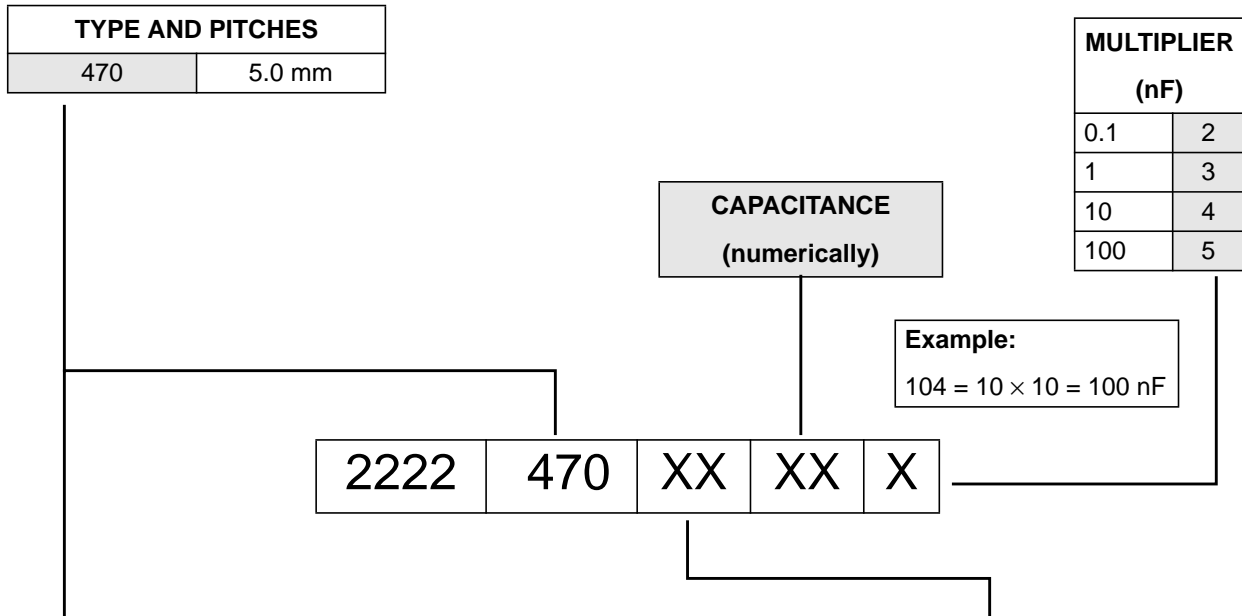 TYPE AND PITCHES
470 5.0 mm
MULTIPLIER
(nF)
0.1 2
1 3
10 4
100 5
CAPACITANCE
(numerically)
Example:
104 = 10 × 10 = 100 nF
2222 470 XX XX X